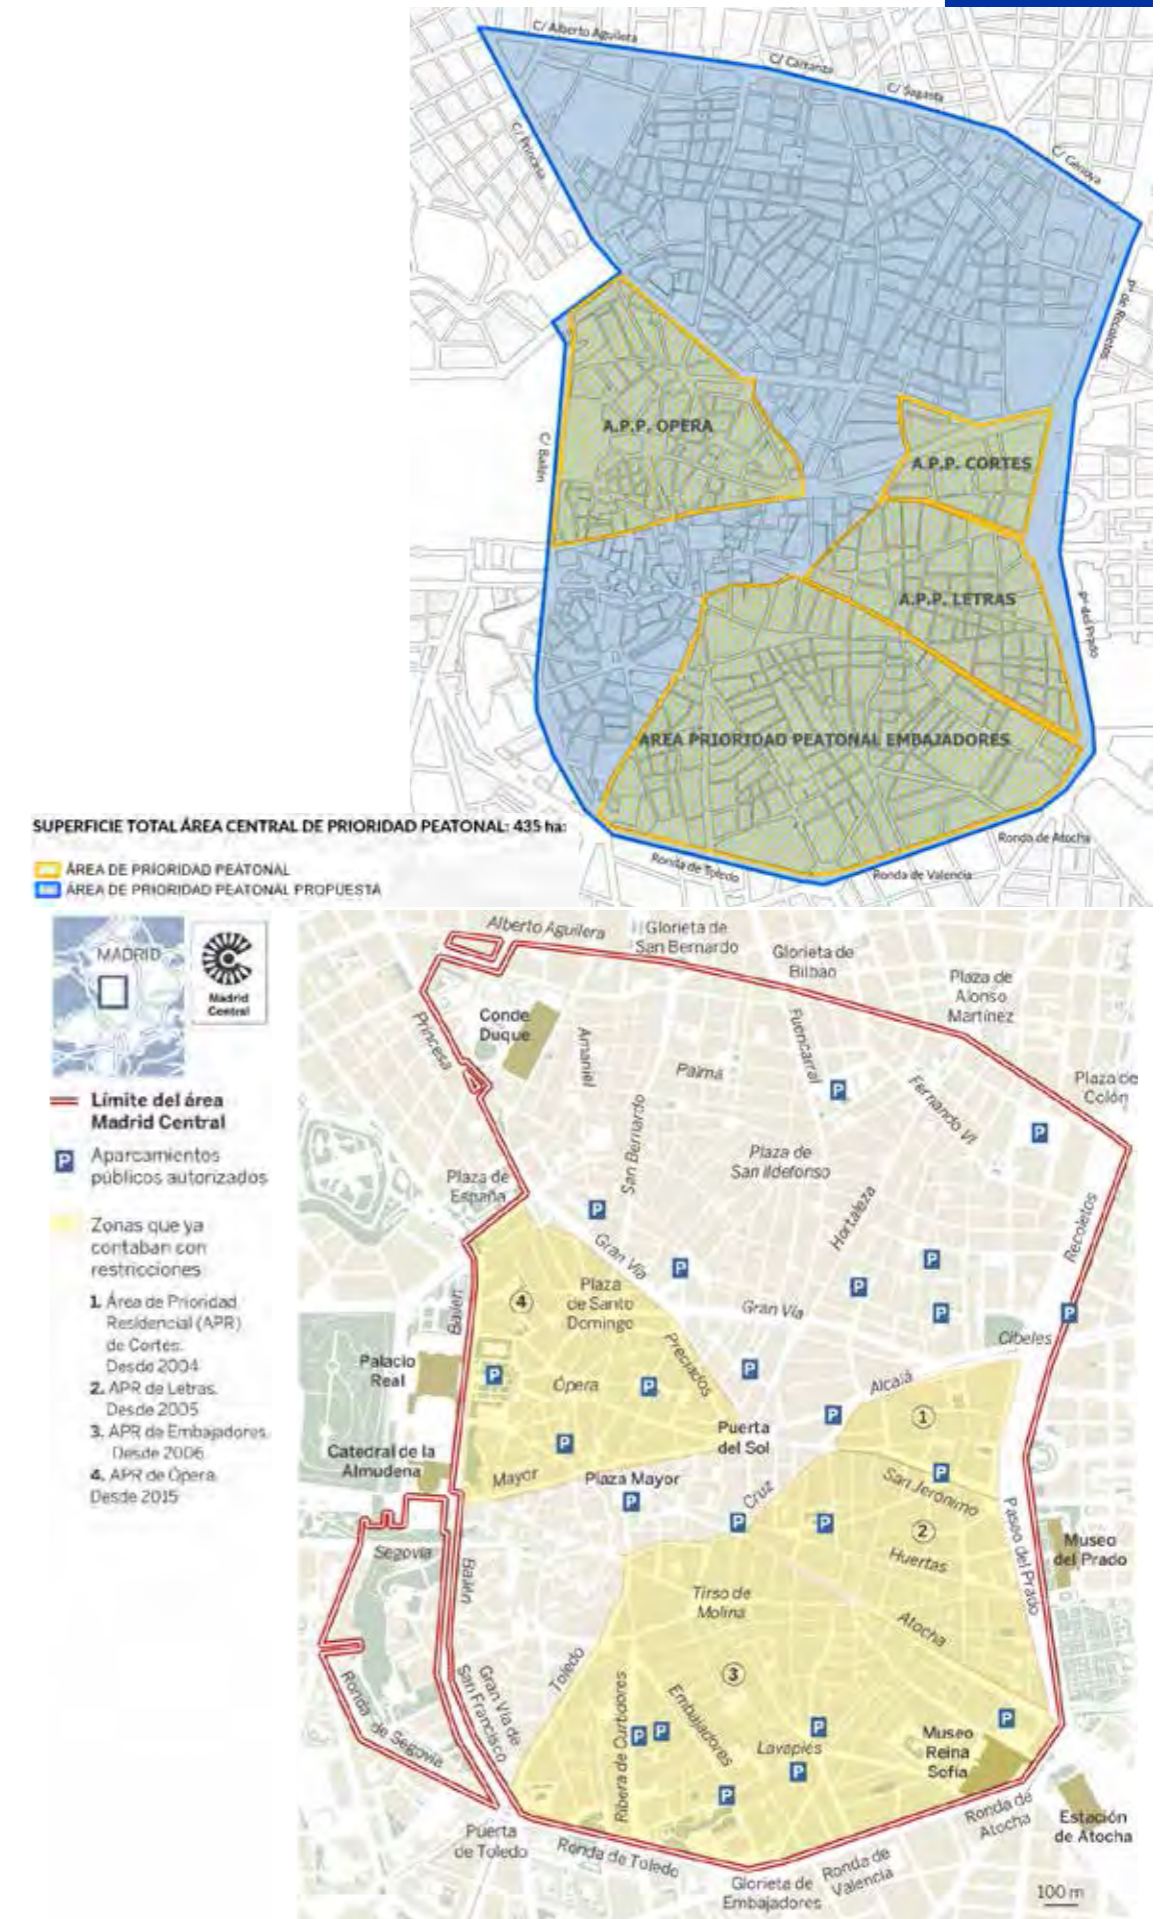 C/ Alberto Aguilera
C/ Carranza
C/ Sagasta
C/ Génova
C/ Princesa
Pº de Recoletos
A.P.P. OPERA
C/ Bailén
A.P.P. CORTES
A.P.P. LETRAS
Pº del Prado
AREA PRIORIDAD PEATONAL EMBAJADORES
SUPERFICIE TOTAL ÁREA CENTRAL DE PRIORIDAD PEATONAL: 435 ha:
Ronda de Atocha
Ronda de Toledo
Ronda de Valencia
ÁREA DE PRIORIDAD PEATONAL
ÁREA DE PRIORIDAD PEATONAL PROPUESTA
MADRID
Madrid
Central
Límite del área
Madrid Central
P
Aparcamientos
públicos autorizados
Zonas que ya
contaban con
restricciones
1. Área de Prioridad
Residencial (APR)
de Cortes.
Desde 2004
2. APR de Letras.
Desde 2005
3. APR de Embajadores.
Desde 2006
4. APR de Ópera.
Desde 2015
Alberto Aguilera
Glorieta de
San Bernardo
Glorieta de
Bilbao
Plaza de
Alonso
Martínez
Plaza de
Colón
Conde
Duque
Princesa
Amaniel
Palma
Fuencarral
Fernando VI
P
P
San Bernardo
Plaza de
San Ildefonso
Plaza de
España
Hortaleza
Recoletos
P
Gran Vía
P
P
P
P
P
4
Plaza
de Santo
Domingo
Gran Vía
Bailén
Cibeles
Preciados
Palacio
Real
P
Ópera
P
P
Alcalá
1
P
Puerta
del Sol
P
Catedral de la
Almudena
Mayor
Plaza Mayor
P
Cruz
P
P
P
San Jerónimo
2
Huertas
Paseo del Prado
Museo
del Prado
Segovia
Bailén
Tirso de
Molina
Atocha
3
Toledo
Gran Vía de
San Francisco
Ronda de Segovia
Ribera de Curtidores
P
P
Embajadores
P
Lavapiés
P
P
P
Museo
Reina
Sofía
Ronda de
Atocha
Estación
de Atocha
Puerta
de Toledo
Ronda de Toledo
Glorieta de
Embajadores
Ronda de
Valencia
100 m